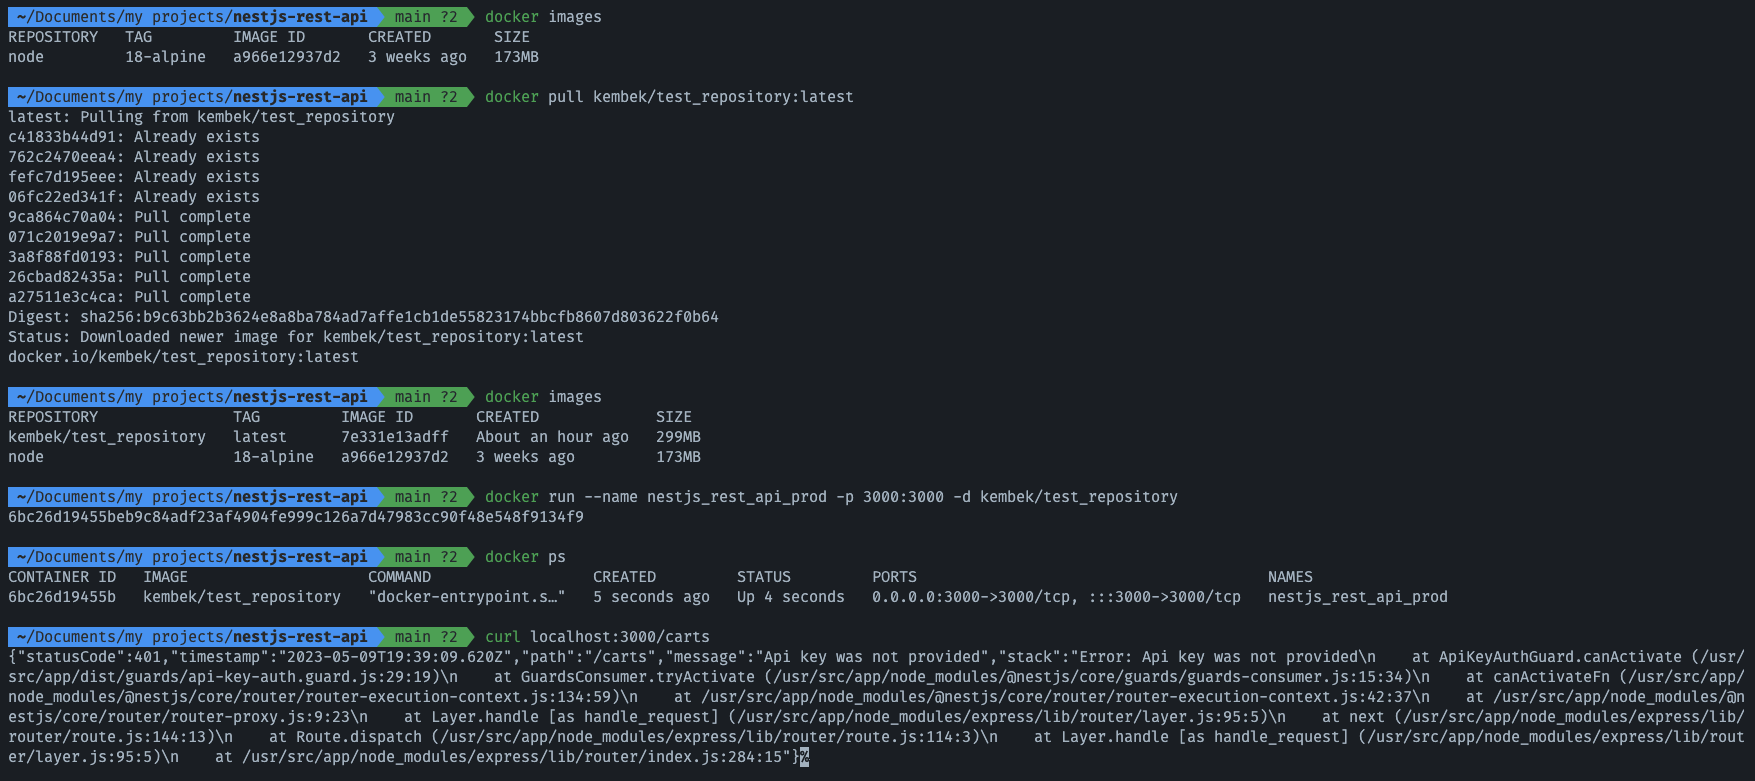 ~/Documents/my projects/nestjs-rest-api main ?2 docker images
REPOSITORY TAG IMAGE ID CREATED SIZE
node 18-alpine a966e12937d2 3 weeks ago 173MB
~/Documents/my projects/nestjs-rest-api main ?2 docker pull kembek/test_repository:latest
latest: Pulling from kembek/test_repository
c41833b44d91: Already exists
762c2470eea4: Already exists
fefc7d195eee: Already exists
06fc22ed341f: Already exists
9ca864c70a04: Pull complete
071c2019e9a7: Pull complete
3a8f88fd0193: Pull complete
26cbad82435a: Pull complete
a27511e3c4ca: Pull complete
Digest: sha256:b9c63bb2b3624e8a8ba784ad7affe1cb1de55823174bbcfb8607d803622f0b64
Status: Downloaded newer image for kembek/test_repository:latest
docker.io/kembek/test_repository:latest
~/Documents/my projects/nestjs-rest-api main ?2 docker images
REPOSITORY TAG IMAGE ID CREATED SIZE
kembek/test_repository latest 7e331e13adff About an hour ago 299MB
node 18-alpine a966e12937d2 3 weeks ago 173MB
~/Documents/my projects/nestjs-rest-api main ?2 docker run --name nestjs_rest_api_prod -p 3000:3000 -d kembek/test_repository
6bc26d19455beb9c84adf23af4904fe999c126a7d47983cc90f48e548f9134f9
~/Documents/my projects/nestjs-rest-api main ?2 docker ps
CONTAINER ID IMAGE COMMAND CREATED STATUS PORTS NAMES
6bc26d19455b kembek/test_repository "docker-entrypoint.s…" 5 seconds ago Up 4 seconds 0.0.0.0:3000->3000/tcp, :::3000->3000/tcp nestjs_rest_api_prod
~/Documents/my projects/nestjs-rest-api main ?2 curl localhost:3000/carts
{"statusCode":401,"timestamp":"2023-05-09T19:39:09.620Z","path":"/carts","message":"Api key was not provided","stack":"Error: Api key was not provided\n    at ApiKeyAuthGuard.canActivate (/usr/
src/app/dist/guards/api-key-auth.guard.js:29:19)\n    at GuardsConsumer.tryActivate (/usr/src/app/node_modules/@nestjs/core/guards/guards-consumer.js:15:34)\n    at canActivateFn (/usr/src/app/
node_modules/@nestjs/core/router/router-execution-context.js:134:59)\n    at /usr/src/app/node_modules/@nestjs/core/router/router-execution-context.js:42:37\n    at /usr/src/app/node_modules/@n
estjs/core/router/router-proxy.js:9:23\n    at Layer.handle [as handle_request] (/usr/src/app/node_modules/express/lib/router/layer.js:95:5)\n    at next (/usr/src/app/node_modules/express/lib/
router/route.js:144:13)\n    at Route.dispatch (/usr/src/app/node_modules/express/lib/router/route.js:114:3)\n    at Layer.handle [as handle_request] (/usr/src/app/node_modules/express/lib/rout
er/layer.js:95:5)\n    at /usr/src/app/node_modules/express/lib/router/index.js:284:15"}%